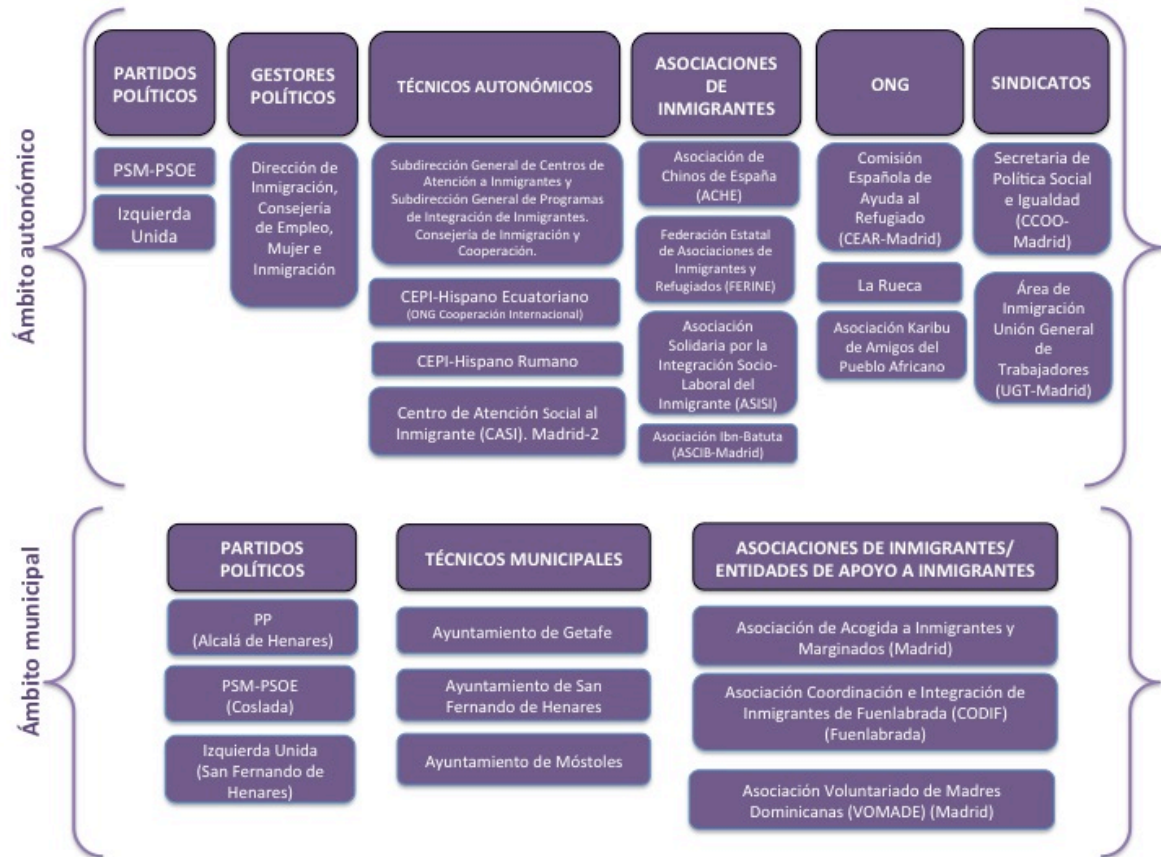 Ámbito autonómico
PARTIDOS
POLÍTICOS
PSM-PSOE
Izquierda
Unida
GESTORES
POLÍTICOS
Dirección de
Inmigración,
Consejería
de Empleo,
Mujer e
Inmigración
TÉCNICOS AUTONÓMICOS
Subdirección General de Centros de
Atención a Inmigrantes y
Subdirección General de Programas
de Integración de Inmigrantes.
Consejería de Inmigración y
Cooperación.
CEPI-Hispano Ecuatoriano
(ONG Cooperación Internacional)
CEPI-Hispano Rumano
Centro de Atención Social al
Inmigrante (CASI). Madrid-2
ASOCIACIONES
DE
INMIGRANTES
Asociación de
Chinos de España
(ACHE)
Federación Estatal
de Asociaciones de
Inmigrantes y
Refugiados (FERINE)
Asociación
Solidaria por la
Integración Socio-
Laboral del
Inmigrante (ASISI)
Asociación Ibn-Batuta
(ASCIB-Madrid)
ONG
Comisión
Española de
Ayuda al
Refugiado
(CEAR-Madrid)
La Rueca
Asociación Karibu
de Amigos del
Pueblo Africano
SINDICATOS
Secretaria de
Política Social
e Igualdad
(CCOO-
Madrid)
Área de
Inmigración
Unión General
de
Trabajadores
(UGT-Madrid)
Ámbito municipal
PARTIDOS
POLÍTICOS
PP
(Alcalá de Henares)
PSM-PSOE
(Coslada)
Izquierda Unida
(San Fernando de
Henares)
TÉCNICOS MUNICIPALES
Ayuntamiento de Getafe
Ayuntamiento de San
Fernando de Henares
Ayuntamiento de Móstoles
ASOCIACIONES DE INMIGRANTES/
ENTIDADES DE APOYO A INMIGRANTES
Asociación de Acogida a Inmigrantes y
Marginados (Madrid)
Asociación Coordinación e Integración de
Inmigrantes de Fuenlabrada (CODIF)
(Fuenlabrada)
Asociación Voluntariado de Madres
Dominicanas (VOMADE) (Madrid)